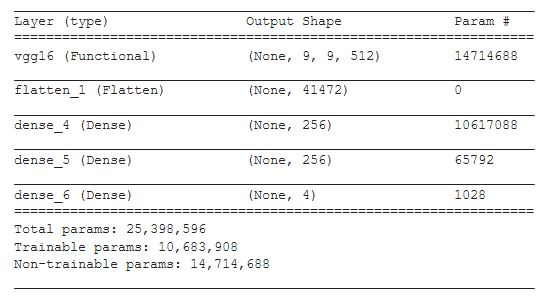 Layer (type) Output Shape Param #
vgg16 (Functional) (None, 9, 9, 512) 14714688
flatten_1 (Flatten) (None, 41472) 0
dense_4 (Dense) (None, 256) 10617088
dense_5 (Dense) (None, 256) 65792
dense_6 (Dense) (None, 4) 1028
Total params: 25,398,596
Trainable params: 10,683,908
Non-trainable params: 14,714,688